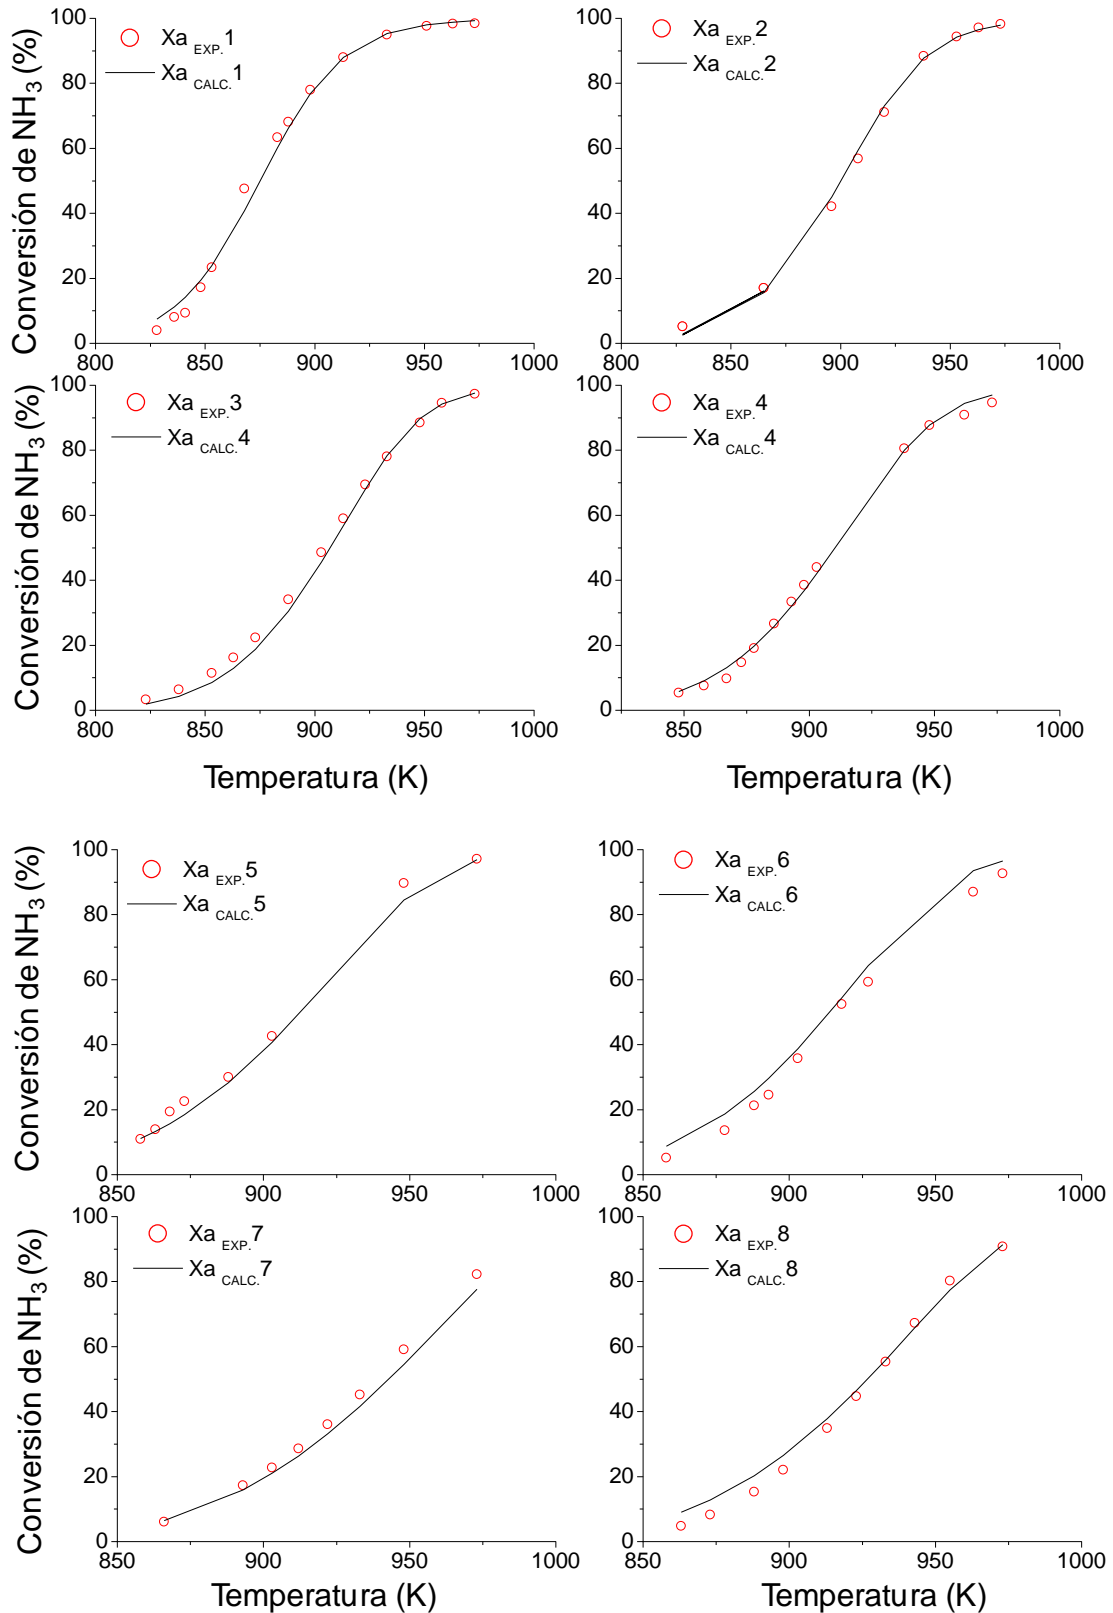 Conversión de NH3 (%)
100
80
60
40
20
0
Xa EXP.1
Xa CALC.1
800 850 900 950 1000
100
80
60
40
20
0
Xa EXP.2
Xa CALC.2
800 850 900 950 1000
Conversión de NH3 (%)
100
80
60
40
20
0
Xa EXP.3
Xa CALC.4
800 850 900 950 1000
Temperatura (K)
100
80
60
40
20
0
Xa EXP.4
Xa CALC.4
850 900 950 1000
Temperatura (K)
Conversión de NH3 (%)
100
80
60
40
20
0
Xa EXP.5
Xa CALC.5
850 900 950 1000
100
80
60
40
20
0
Xa EXP.6
Xa CALC.6
850 900 950 1000
Conversión de NH3 (%)
100
80
60
40
20
0
Xa EXP.7
Xa CALC.7
850 900 950 1000
Temperatura (K)
100
80
60
40
20
0
Xa EXP.8
Xa CALC.8
850 900 950 1000
Temperatura (K)